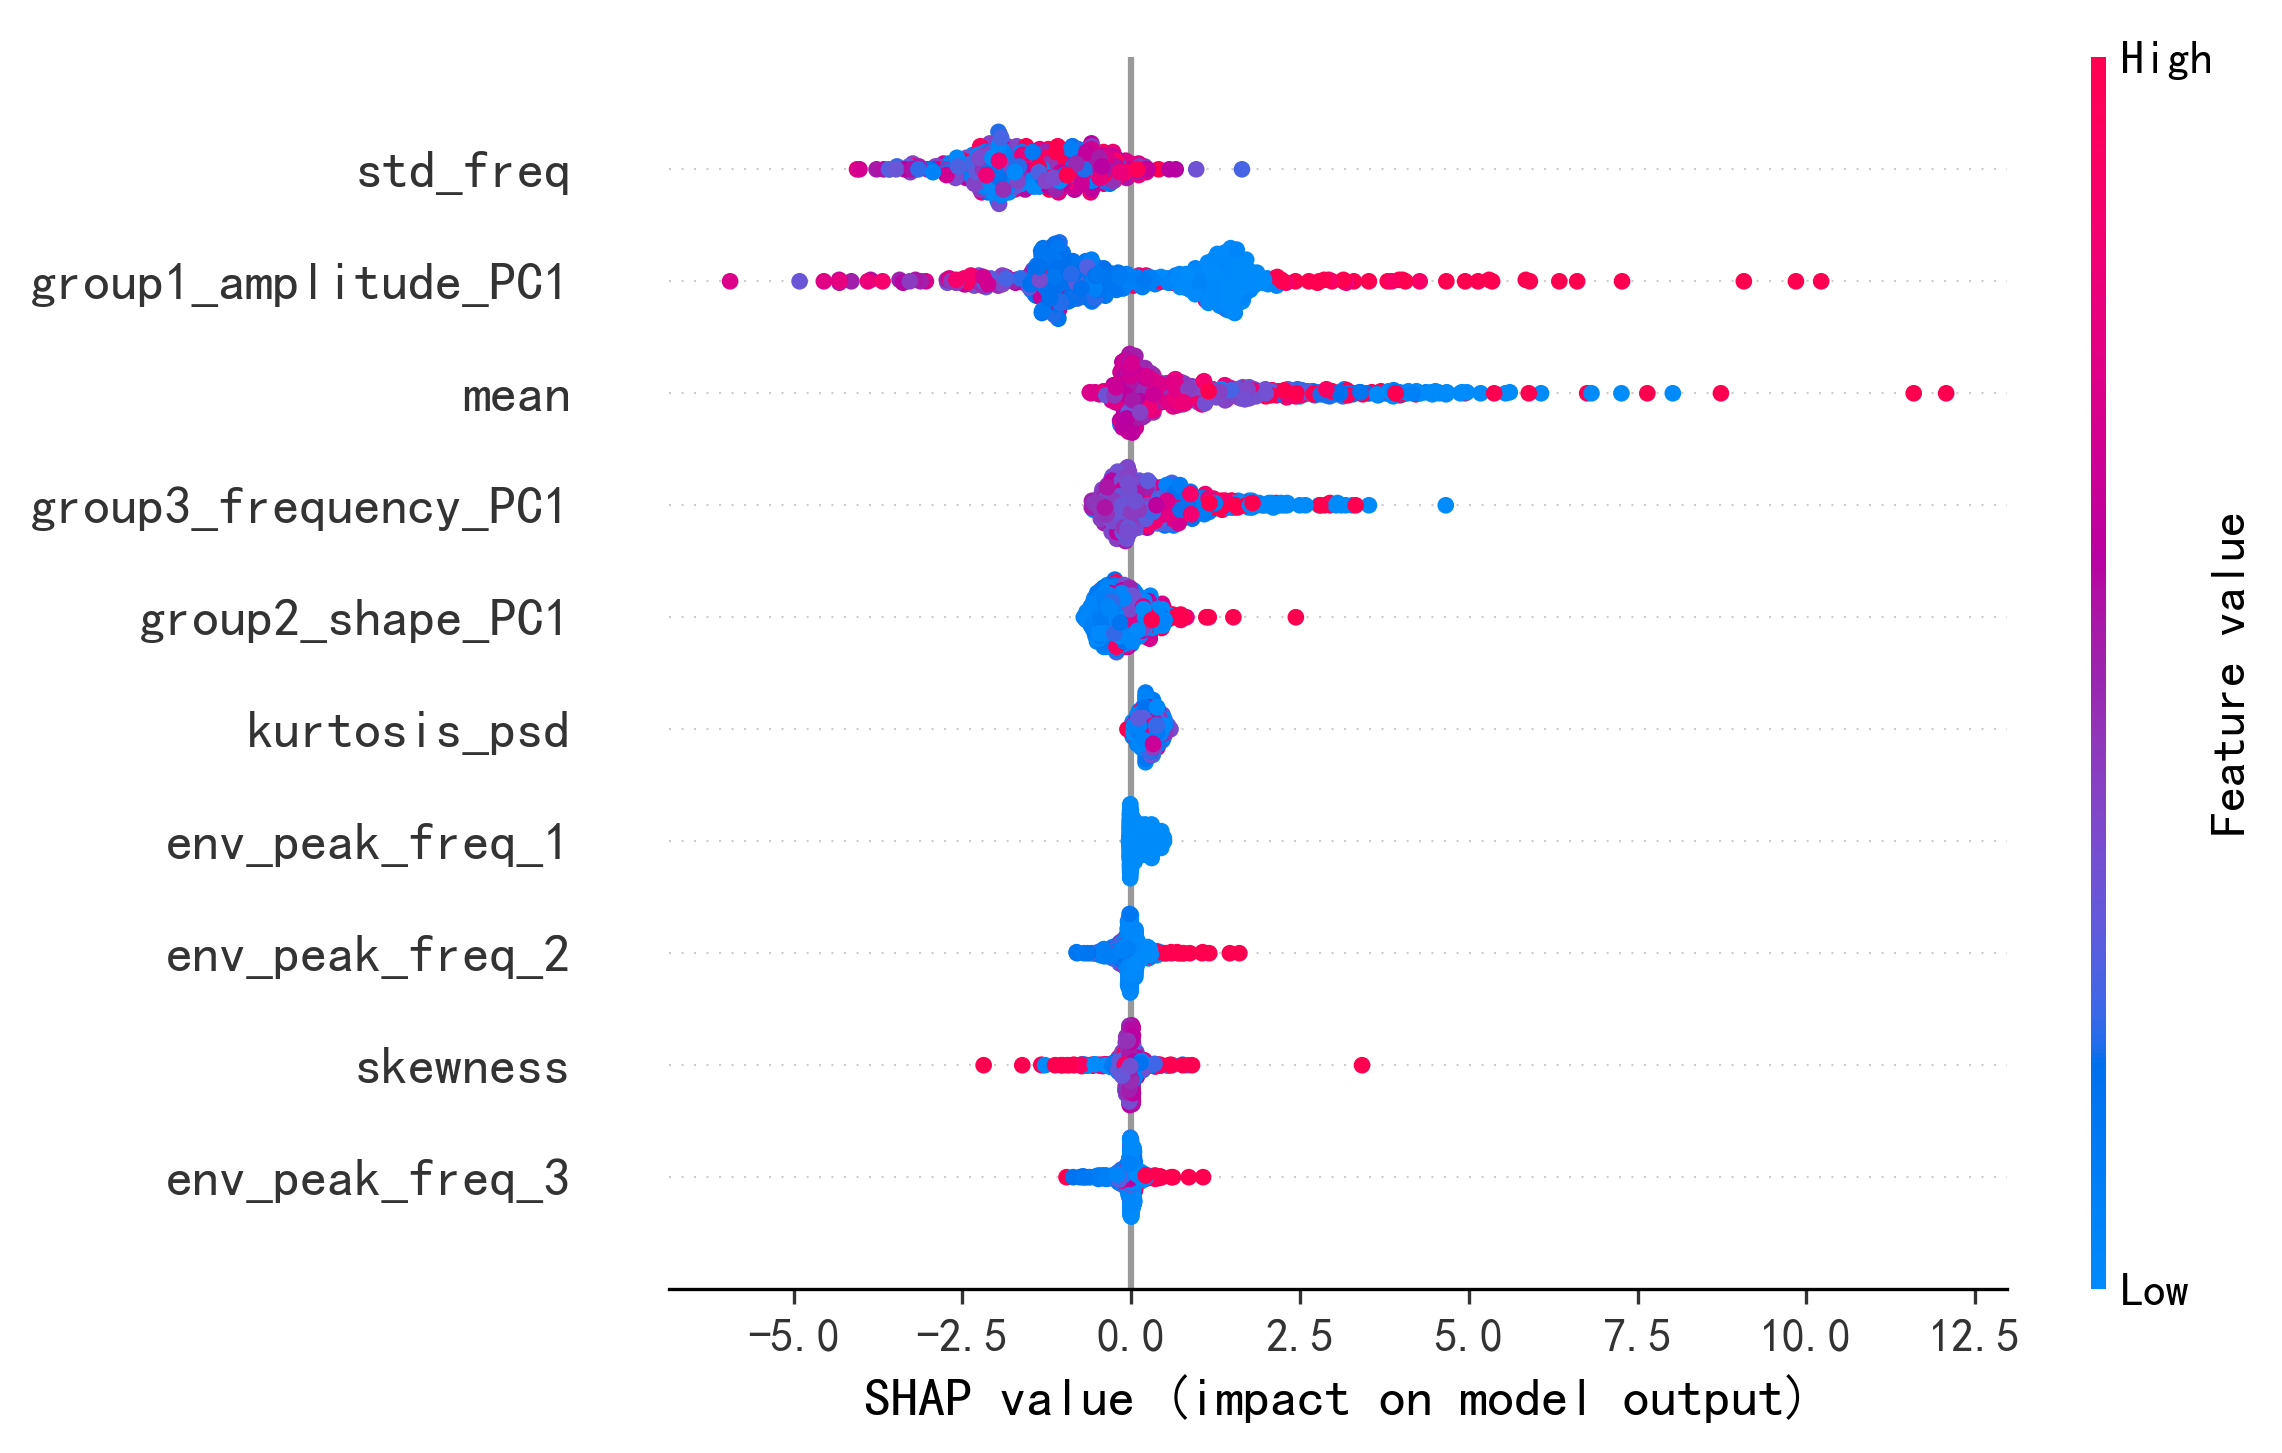 High
std_freq
group1_amplitude_PC1
mean
group3_frequency_PC1
group2_shape_PC1
kurtosis_psd
env_peak_freq_1
env_peak_freq_2
skewness
env_peak_freq_3
Feature value
Low
−5.0 −2.5 0.0 2.5 5.0 7.5 10.0 12.5
SHAP value (impact on model output)